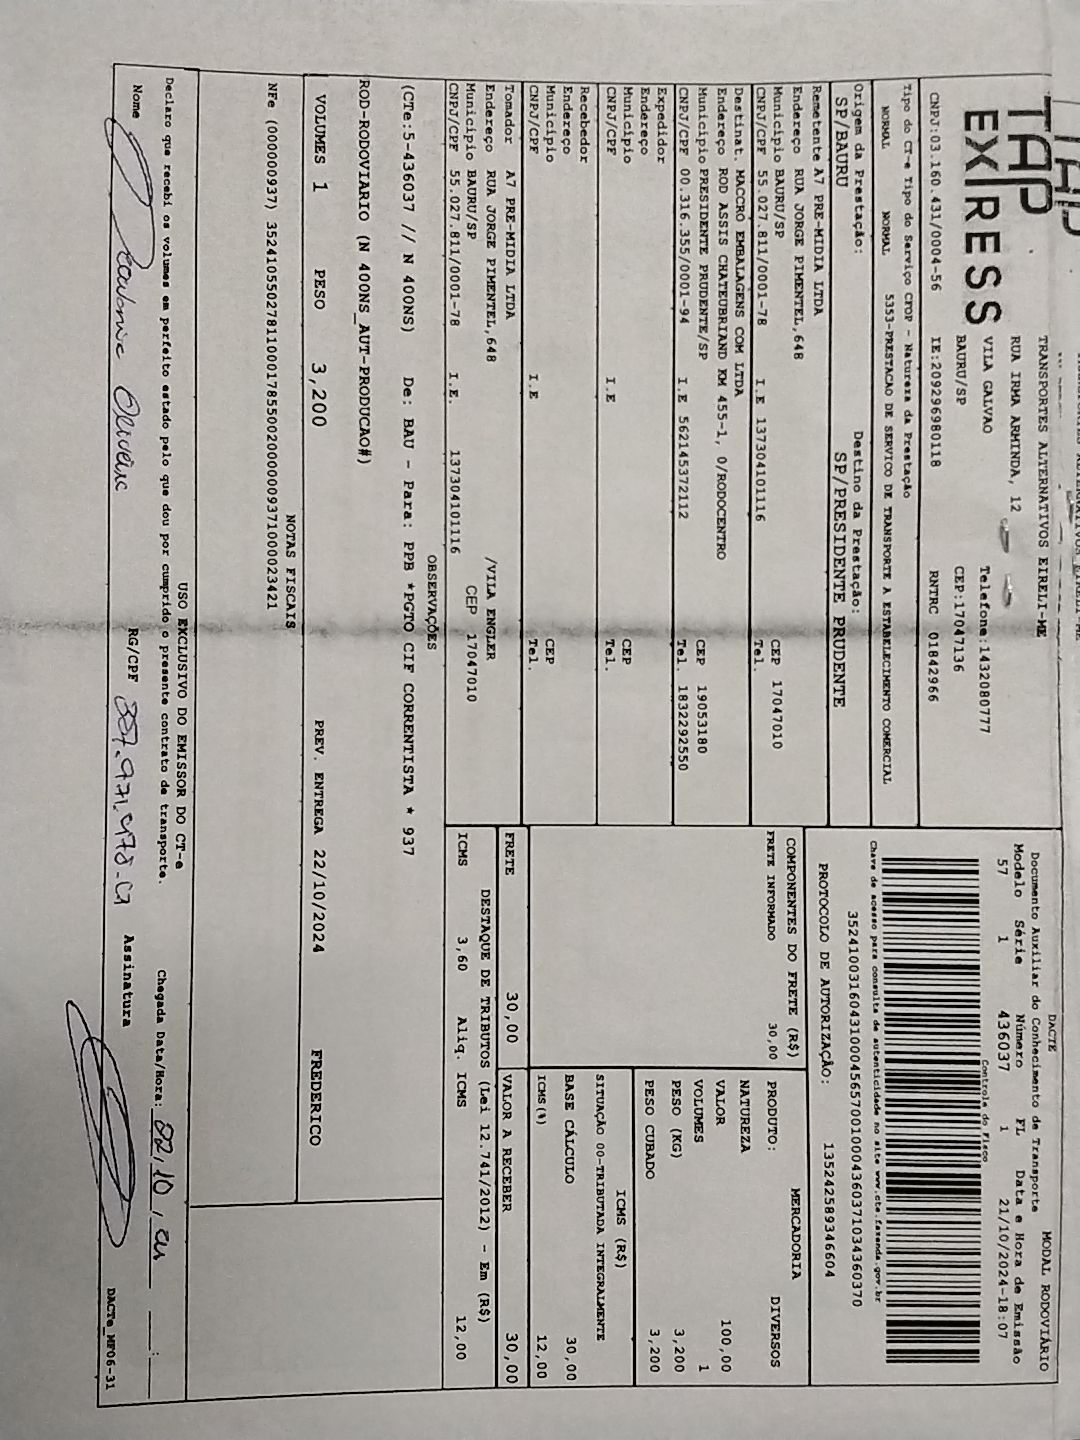 TAP
EXPRESS
TRANSPORTES ALTERNATIVOS EIRELI-ME
RUA IRMA ARMINDA, 12
VILA GALVAO Telefone:1432080777
BAURU/SP CEP:17047136
CNPJ:03.160.431/0004-56 IE:209296980118 RNTRC 01842966
DACTE MODAL RODOVIÁRIO
Documento Auxiliar do Conhecimento de Transporte
Modelo Série Número FL Data e Hora de Emissão
57 1 436037 1 21/10/2024-18:07
Controle do Fisco
Chave de acesso para consulta de autenticidade no site www.cte.fazenda.gov.br
35241003160431000456570010004360371034360370
PROTOCOLO DE AUTORIZAÇÃO: 135242589346604
Tipo do CT-e Tipo do Serviço CFOP - Natureza da Prestação
NORMAL NORMAL 5353-PRESTACAO DE SERVICO DE TRANSPORTE A ESTABELECIMENTO COMERCIAL
Origem da Prestação: Destino da Prestação:
SP/BAURU SP/PRESIDENTE PRUDENTE
Remetente A7 PRE-MIDIA LTDA
Endereço RUA JORGE PIMENTEL,648
Município BAURU/SP CEP 17047010
CNPJ/CPF 55.027.811/0001-78 I.E 137304101116 Tel.
Destinat. MACCRO EMBALAGENS COM LTDA
Endereço ROD ASSIS CHATEUBRIAND KM 455-1, 0/RODOCENTRO
Município PRESIDENTE PRUDENTE/SP CEP 19053180
CNPJ/CPF 00.316.355/0001-94 I.E 562145372112 Tel. 1832292550
Expedidor
Endereço
Município CEP
CNPJ/CPF I.E Tel.
Recebedor
Endereço
Município CEP
CNPJ/CPF I.E Tel.
Tomador A7 PRE-MIDIA LTDA
Endereço RUA JORGE PIMENTEL,648 /VILA ENGLER
Município BAURU/SP CEP 17047010
CNPJ/CPF 55.027.811/0001-78 I.E. 137304101116
COMPONENTES DO FRETE (R$)
FRETE INFORMADO 30,00
MERCADORIA
PRODUTO: DIVERSOS
NATUREZA
VALOR 100,00
VOLUMES 1
PESO (KG) 3,200
PESO CUBADO 3,200
ICMS (R$)
SITUAÇÃO 00-TRIBUTADA INTEGRALMENTE
BASE CÁLCULO 30,00
ICMS(%) 12,00
FRETE 30,00 VALOR A RECEBER 30,00
DESTAQUE DE TRIBUTOS (Lei 12.741/2012) - Em (R$)
ICMS 3,60 Aliq. ICMS 12,00
OBSERVAÇÕES
(CTe:5-436037 // N 400NS) De: BAU - Para: PPB *PGTO CIF CORRENTISTA * 937
ROD-RODOVIARIO (N 400NS_AUT-PRODUCAO#)
VOLUMES 1 PESO 3,200 PREV. ENTREGA 22/10/2024 FREDERICO
NOTAS FISCAIS
NFe (000000937) 35241055027811000178550020000009371000023421
USO EXCLUSIVO DO EMISSOR DO CT-e
Declaro que recebi os volumes em perfeito estado pelo que dou por cumprido o presente contrato de transporte. Chegada Data/Hora: 22/10/ __:__
Nome Oliveira RG/CPF Assinatura
DACTe_MF06-31